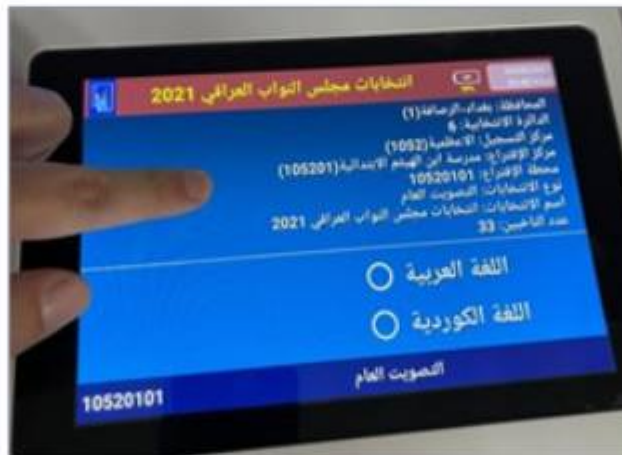 انتخابات مجلس النواب العراقي 2021
المحافظة: بغداد-الرصافة(1)
الدائرة الانتخابية: 6
مركز التسجيل: الاعظمية(1052)
مركز الاقتراع: مدرسة ابن الهيثم الابتدائية(105201)
محطة الاقتراع: 10520101
نوع الانتخابات: التصويت العام
اسم الانتخابات: انتخابات مجلس النواب العراقي 2021
عدد الناخبين: 33
اللغة العربية
اللغة الكوردية
التصويت العام
10520101